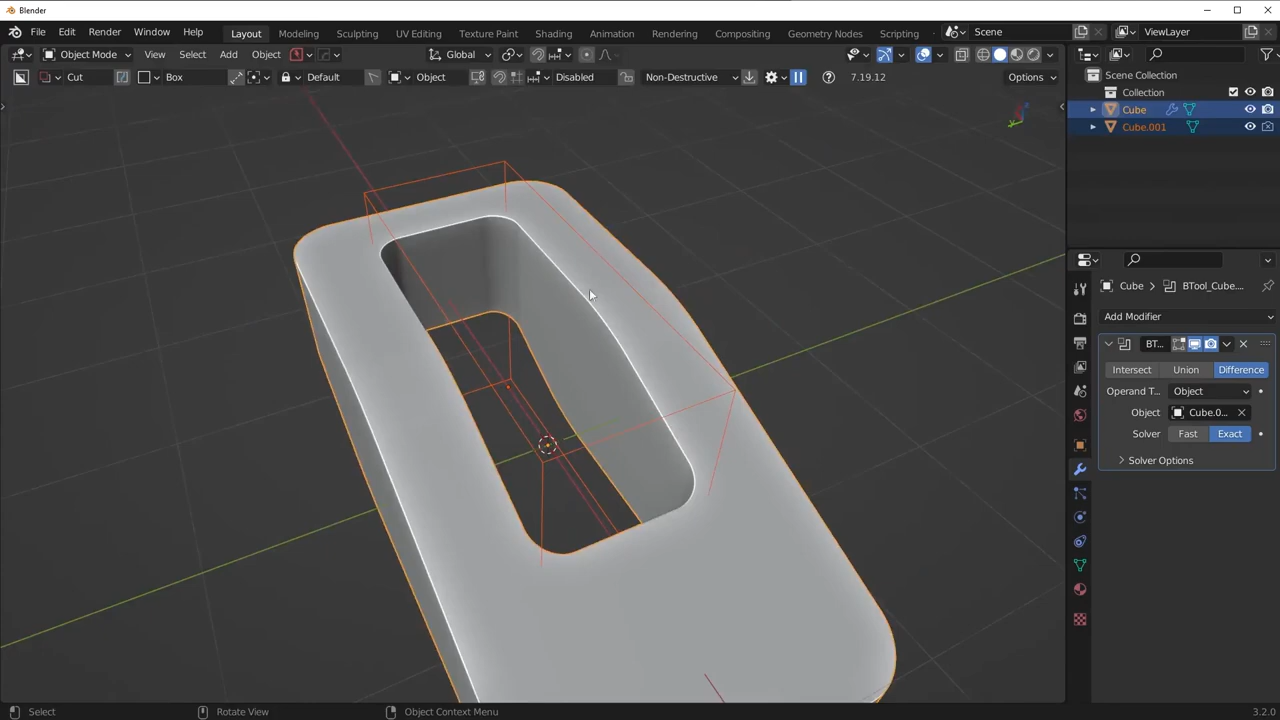 Blender
File Edit Render Window Help Layout Modeling Sculpting UV Editing Texture Paint Shading Animation Rendering Compositing Geometry Nodes Scripting Scene ViewLayer
Object Mode View Select Add Object Global
Cut Box Default Object Disabled Non-Destructive 7.19.12 Options
Scene Collection
Collection
Cube
Cube.001
Cube BTool_Cube....
Add Modifier
BT...
Intersect Union Difference
Operand T... Object
Object Cube.0...
Solver Fast Exact
Solver Options
Select Rotate View Object Context Menu 3.2.0